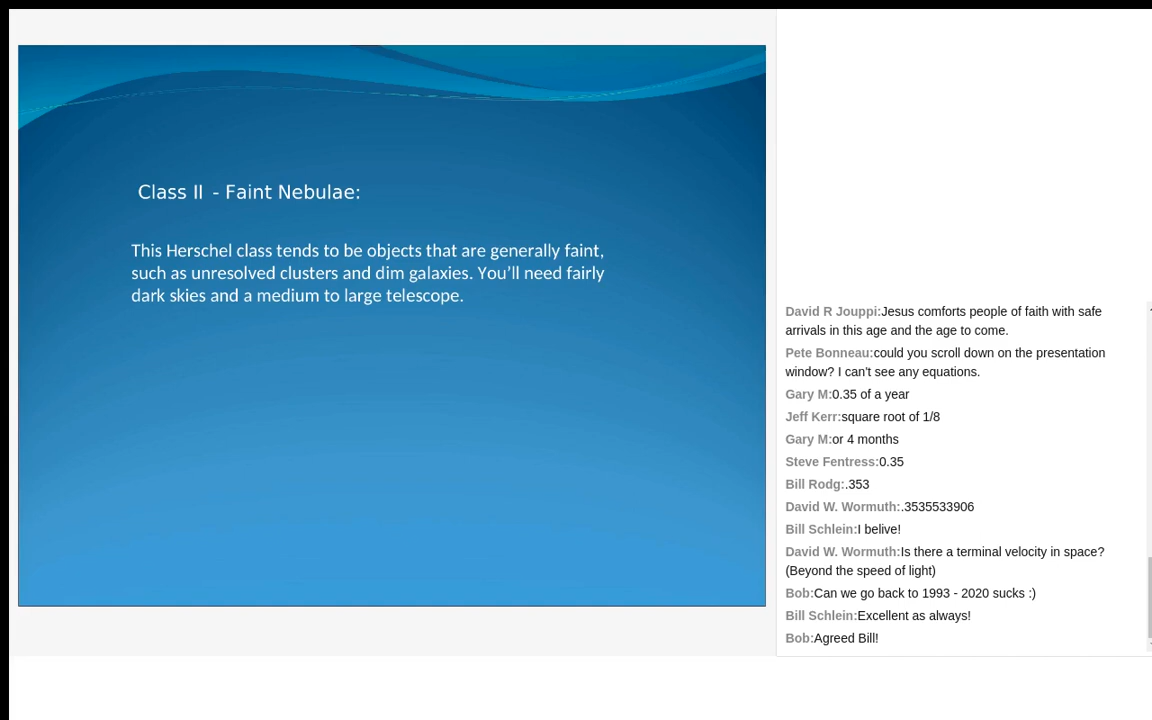 Class II - Faint Nebulae:
This Herschel class tends to be objects that are generally faint,
such as unresolved clusters and dim galaxies. You’ll need fairly
dark skies and a medium to large telescope.
David R Jouppi:Jesus comforts people of faith with safe
arrivals in this age and the age to come.
Pete Bonneau:could you scroll down on the presentation
window? I can't see any equations.
Gary M:0.35 of a year
Jeff Kerr:square root of 1/8
Gary M:or 4 months
Steve Fentress:0.35
Bill Rodg:.353
David W. Wormuth:.3535533906
Bill Schlein:I belive!
David W. Wormuth:Is there a terminal velocity in space?
(Beyond the speed of light)
Bob:Can we go back to 1993 - 2020 sucks :)
Bill Schlein:Excellent as always!
Bob:Agreed Bill!